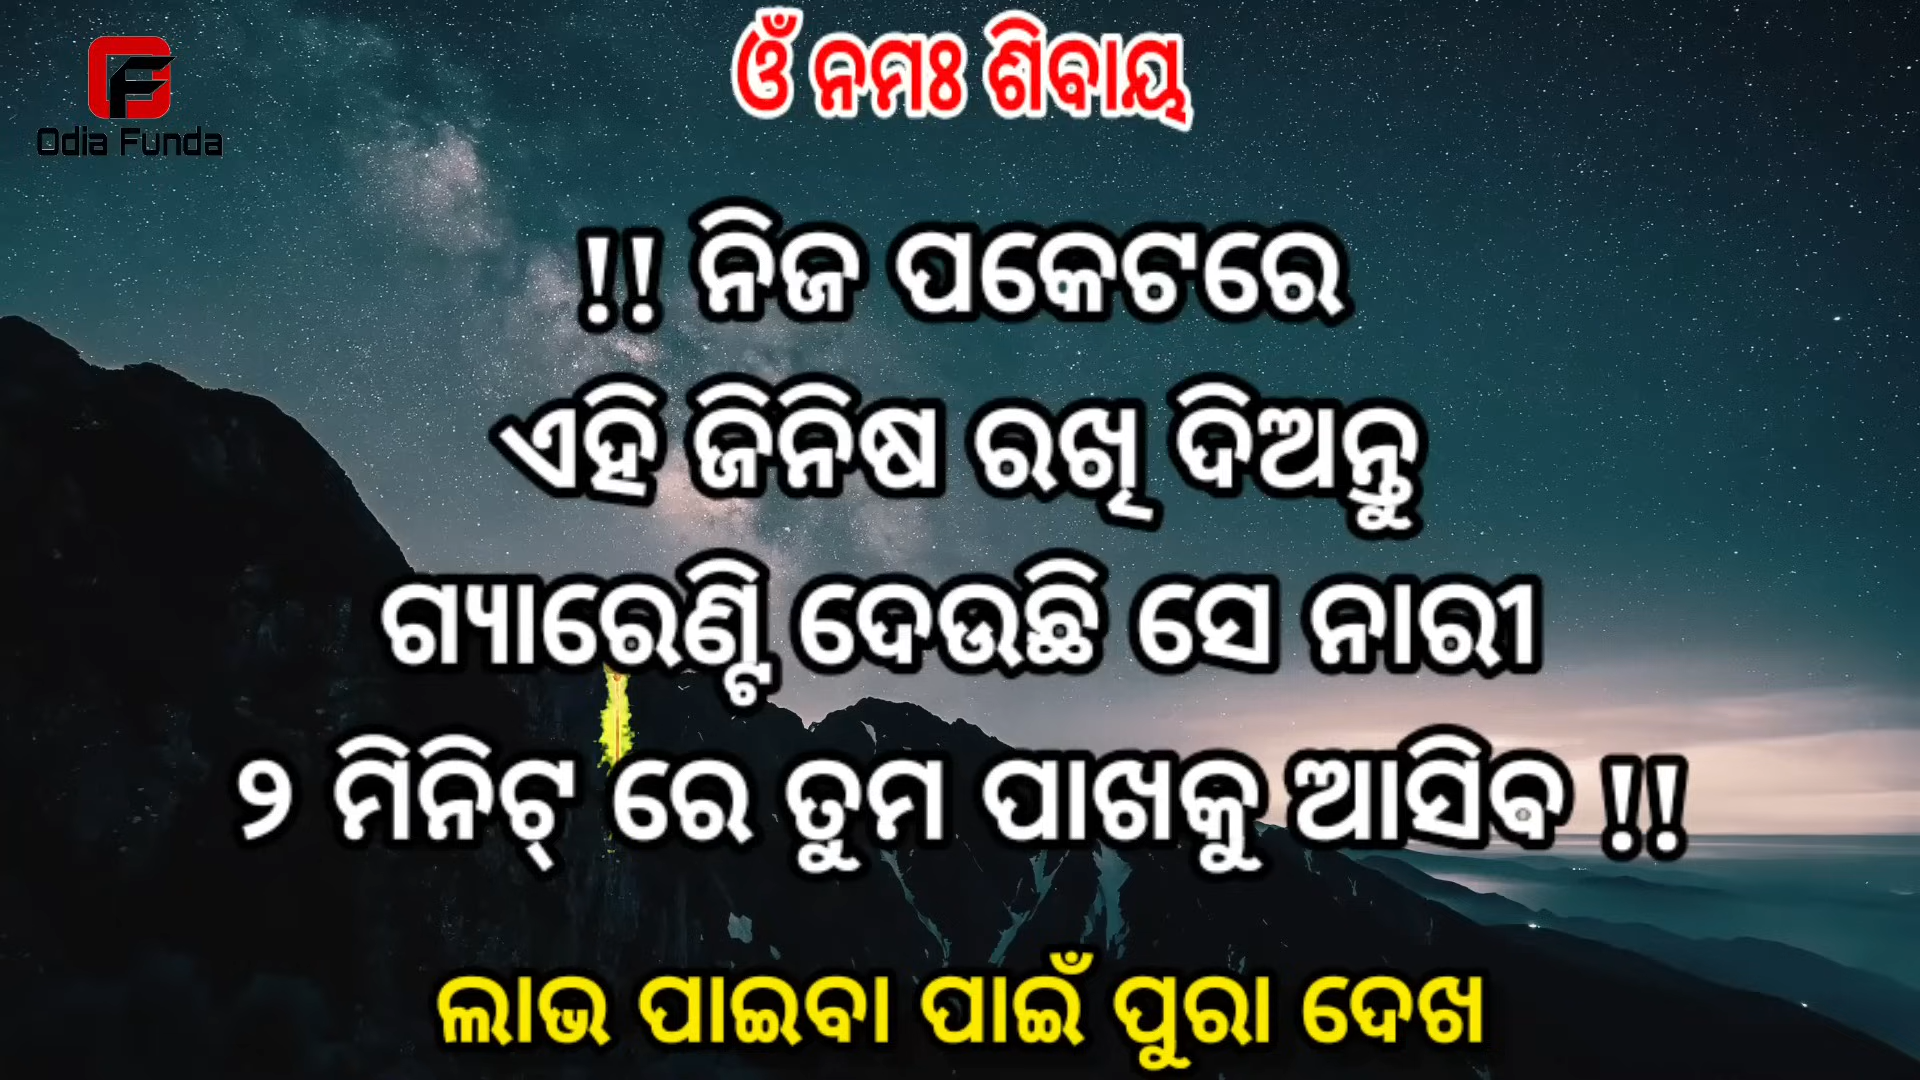 ଓଁ ନମଃ ଶିବାୟ
Odia Funda
!! ନିଜ ପକେଟରେ
ଏହି ଜିନିଷ ରଖି ଦିଅନ୍ତୁ
ଗ୍ୟାରେଣ୍ଟି ଦେଉଛି ସେ ନାରୀ
୨ ମିନିଟ୍ ରେ ତୁମ ପାଖକୁ ଆସିବ !!
ଲାଭ ପାଇବା ପାଇଁ ପୁରା ଦେଖ